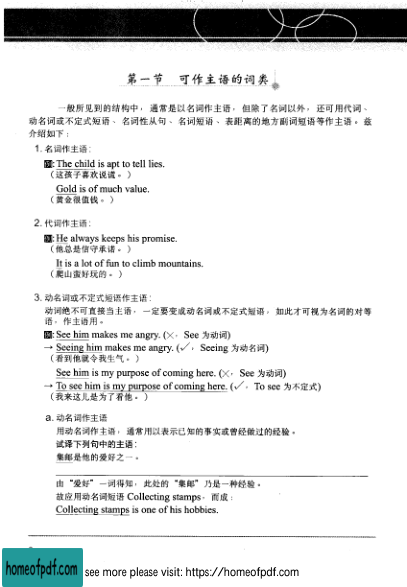 第一节 可作主语的词类
一般所见到的结构中，通常是以名词作主语，但除了名词以外，还可用代词、
动名词或不定式短语、名词性从句、名词短语、表距离的地方副词短语等作主语。兹
介绍如下：
1. 名词作主语：
例: The child is apt to tell lies.
（这孩子喜欢说谎。）
Gold is of much value.
（黄金很值钱。）
2. 代词作主语：
例: He always keeps his promise.
（他总是信守承诺。）
It is a lot of fun to climb mountains.
（爬山蛮好玩的。）
3. 动名词或不定式短语作主语：
动词绝不可直接当主语，一定要变成动名词或不定式短语，如此才可视为名词的对等
语，作主语用。
例: See him makes me angry. (×，See 为动词)
→ Seeing him makes me angry. (✓，Seeing 为动名词)
（看到他就令我生气。）
See him is my purpose of coming here. (×，See 为动词)
→ To see him is my purpose of coming here. (✓，To see 为不定式)
（我来这儿是为了看他。）
a. 动名词作主语
用动名词作主语，通常用以表示已知的事实或曾经做过的经验。
试译下列句中的主语：
集邮是他的爱好之一。
由“爱好”一词得知，此处的“集邮”乃是一种经验。
故应用动名词短语 Collecting stamps，而成：
Collecting stamps is one of his hobbies.
homeofpdf.com see more please visit: https://homeofpdf.com